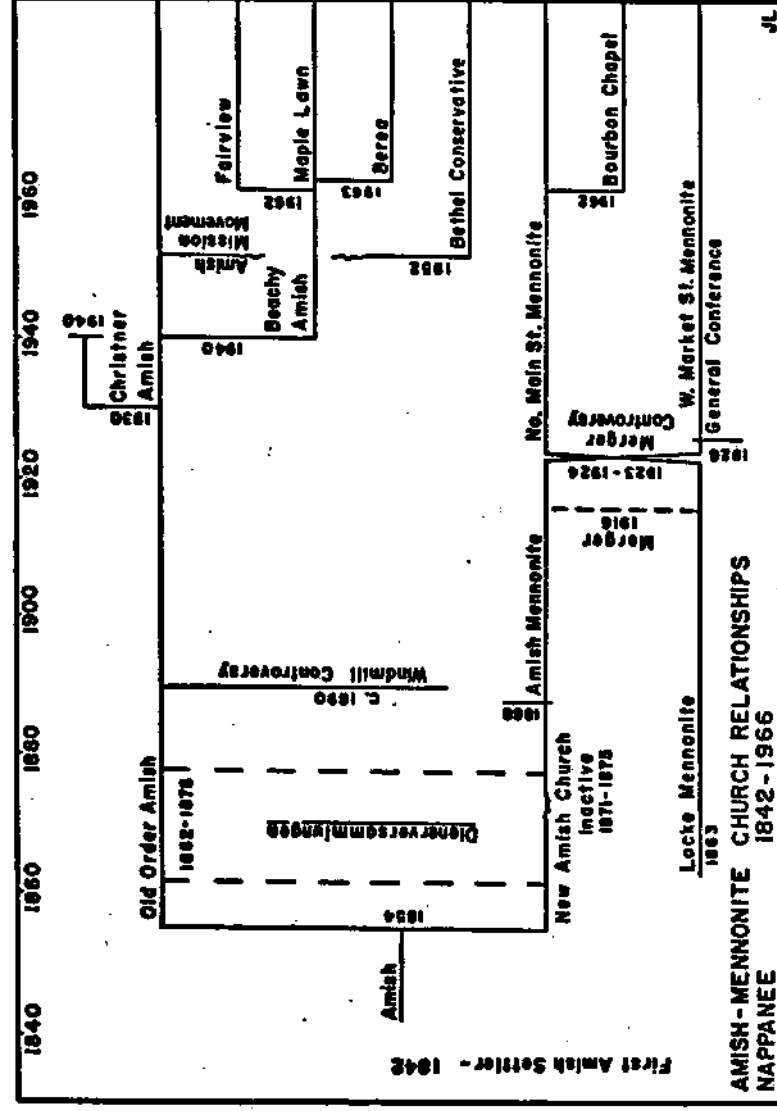 1840 1860 1880 1900 1920 1940 1960
First Amish Settler - 1842
Amish
1854
Old Order Amish
1862-1878
Dienerversammlungen
New Amish Church
Inactive
1871-1875
Locke Mennonite
1863
Windmill Controversy
c. 1890
1888
Amish Mennonite
Merger
1916
1923-1924
Merger
Controversy
1926
No. Main St. Mennonite
W. Market St. Mennonite
General Conference
1930
Christner
Amish
1940
1940
Beachy
Amish
Amish
Mission
Movement
1952
Bethel Conservative
1962
Fairview
Maple Lawn
1963
Berea
1962
Bourbon Chapel
AMISH-MENNONITE CHURCH RELATIONSHIPS
NAPPANEE 1842-1966
JL